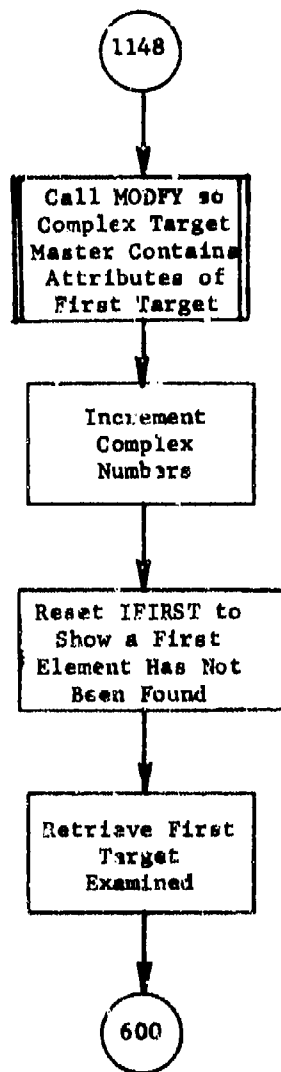 1148
Call MODFY so
Complex Target
Master Contains
Attributes of
First Target
Increment
Complex
Numbers
Reset IFIRST to
Show a First
Element Has Not
Been Found
Retrieve First
Target
Examined
600